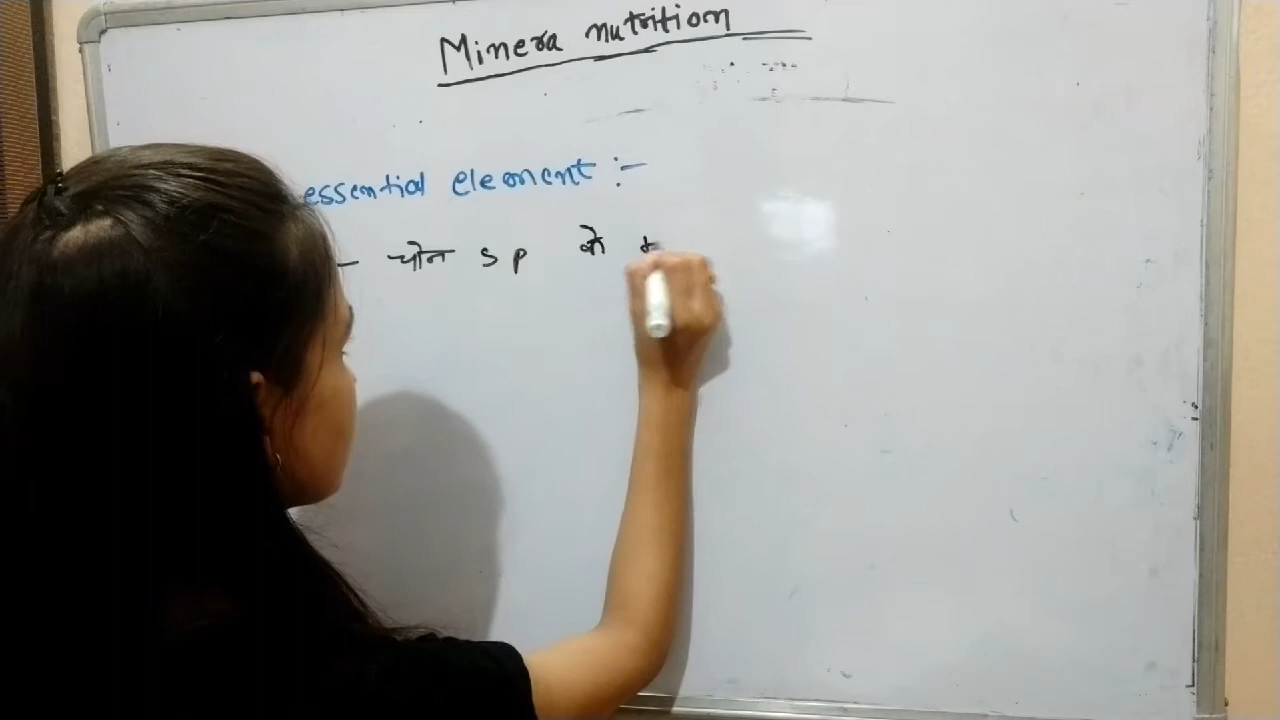 Minera nutrition
essential element :-
- चोन S P को